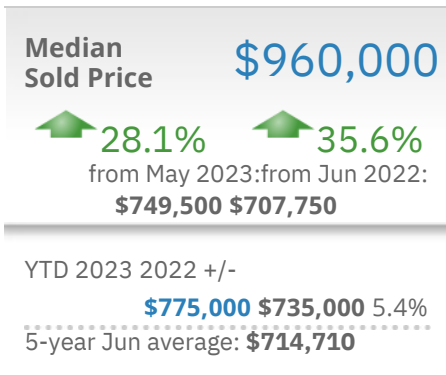 Median
Sold Price
$960,000
28.1% 35.6%
from May 2023:from Jun 2022:
$749,500 $707,750
YTD 2023 2022 +/-
$775,000 $735,000 5.4%
5-year Jun average: $714,710